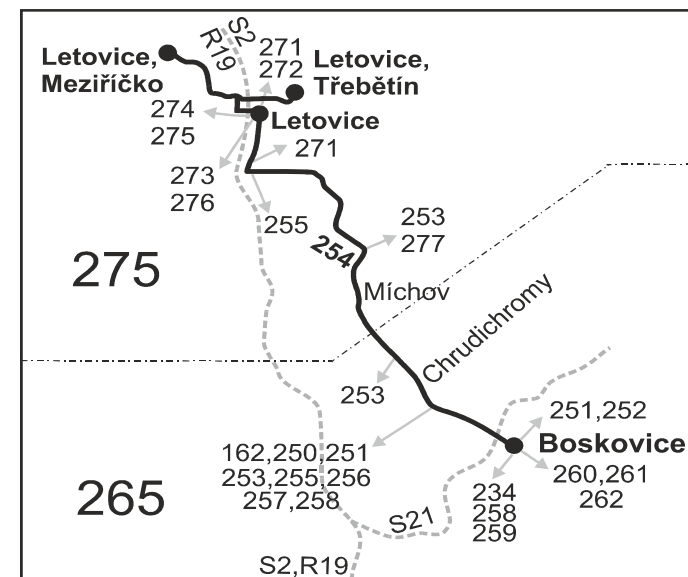 S2
R19
Letovice,
Meziříčko
271
272
Letovice,
Třebětín
274
275
Letovice
271
273
276
255
253
277
254
275
Míchov
Chrudichromy
253
251,252
Boskovice
162,250,251
253,255,256
257,258
260,261
262
234
258
259
265
S21
S2,R19